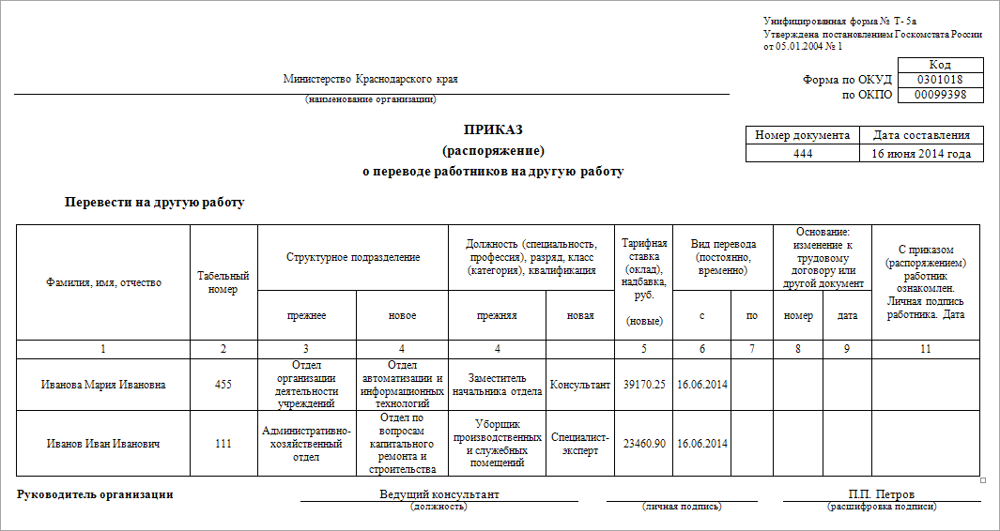 Унифицированная форма № Т- 5а
Утверждена постановлением Госкомстата России
от 05.01.2004 № 1
Код
Форма по ОКУД 0301018
по ОКПО 00099398
Министерство Краснодарского края
(наименование организации)
ПРИКАЗ
(распоряжение)
о переводе работников на другую работу
Номер документа Дата составления
444 16 июня 2014 года
Перевести на другую работу
Фамилия, имя, отчество
Табельный
номер
Структурное подразделение
прежнее новое
Должность (специальность,
профессия), разряд, класс
(категория), квалификация
прежняя новая
Тарифная
ставка
(оклад),
надбавка,
руб.
(новые)
Вид перевода
(постоянно,
временно)
с по
Основание:
изменение к
трудовому
договору или
другой документ
номер дата
С приказом
(распоряжением)
работник
ознакомлен.
Личная подпись
работника. Дата
1 2 3 4 4 5 6 7 8 9 11
Иванова Мария Ивановна
455
Отдел
организации
деятельности
учреждений
Отдел
автоматизации и
информационных
технологий
Заместитель
начальника отдела
Консультант
39170.25
16.06.2014
Иванов Иван Иванович
111
Административно-
хозяйственный
отдел
Отдел по
вопросам
капитального
ремонта и
строительства
Уборщик
производственных
и служебных
помещений
Специалист-
эксперт
23460.90
16.06.2014
Руководитель организации Ведущий консультант П.П. Петров
(должность) (личная подпись) (расшифровка подписи)